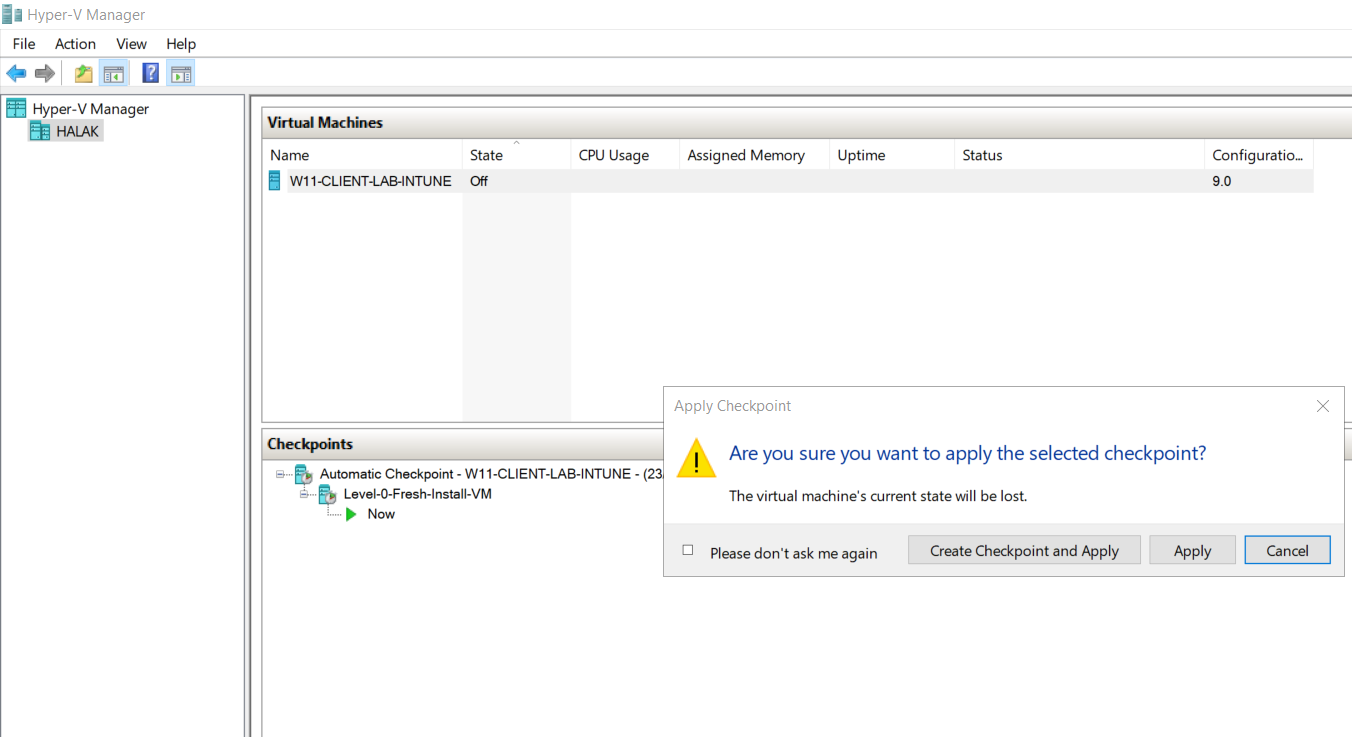 Hyper-V Manager
File Action View Help
Hyper-V Manager
HALAK
Virtual Machines
Name State CPU Usage Assigned Memory Uptime Status Configuratio...
W11-CLIENT-LAB-INTUNE Off 9.0
Checkpoints
Automatic Checkpoint - W11-CLIENT-LAB-INTUNE - (23/
Level-0-Fresh-Install-VM
Now
Apply Checkpoint
Are you sure you want to apply the selected checkpoint?
The virtual machine's current state will be lost.
Please don't ask me again Create Checkpoint and Apply Apply Cancel